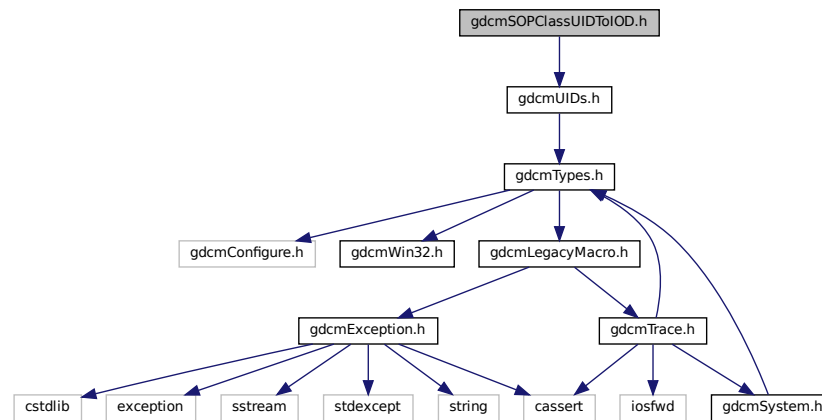 gdcmSOPClassUIDToIOD.h
gdcmUIDs.h
gdcmTypes.h
gdcmConfigure.h
gdcmWin32.h
gdcmLegacyMacro.h
gdcmException.h
gdcmTrace.h
cstdlib
exception
sstream
stdexcept
string
cassert
iosfwd
gdcmSystem.h